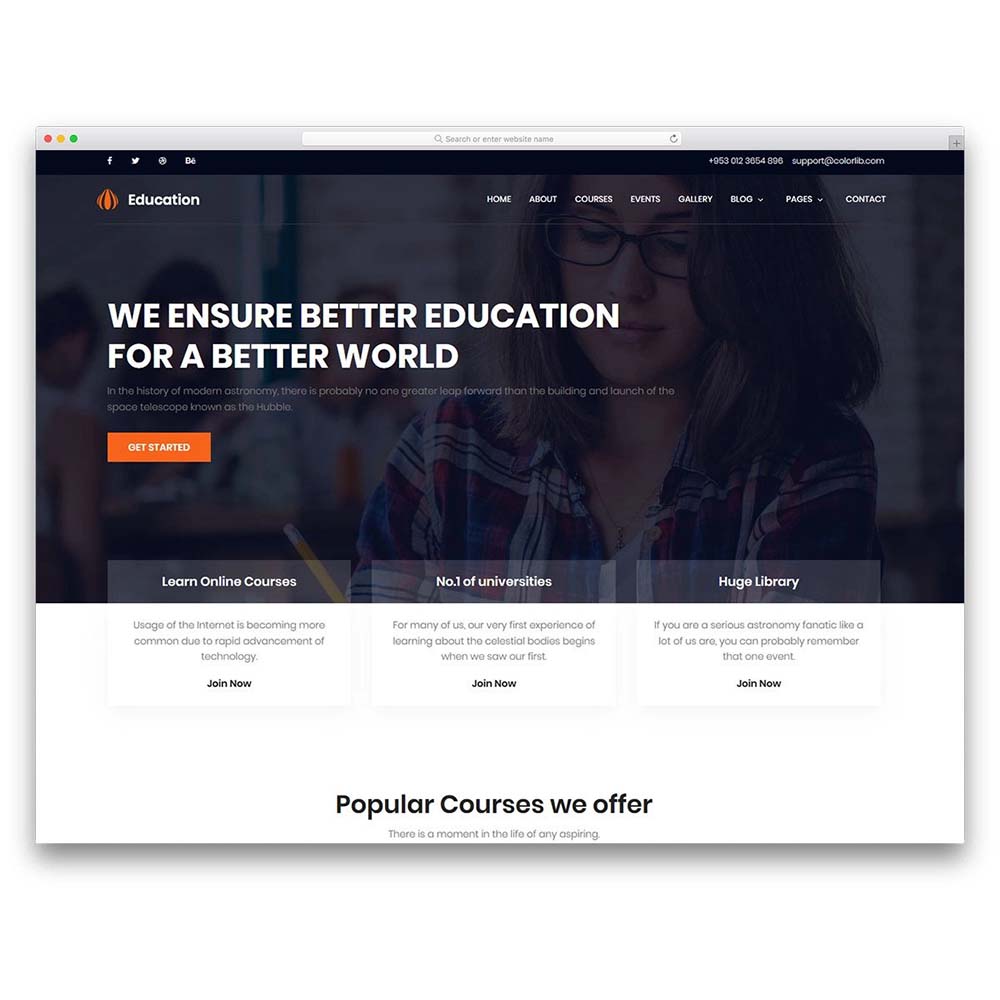 Search or enter website name
+953 012 3654 896 support@colorlib.com
Education
HOME ABOUT COURSES EVENTS GALLERY BLOG PAGES CONTACT
WE ENSURE BETTER EDUCATION
FOR A BETTER WORLD
In the history of modern astronomy, there is probably no one greater leap forward than the building and launch of the
space telescope known as the Hubble.
GET STARTED
Learn Online Courses
Usage of the Internet is becoming more
common due to rapid advancement of
technology.
Join Now
No.1 of universities
For many of us, our very first experience of
learning about the celestial bodies begins
when we saw our first.
Join Now
Huge Library
If you are a serious astronomy fanatic like a
lot of us are, you can probably remember
that one event.
Join Now
Popular Courses we offer
There is a moment in the life of any aspiring.